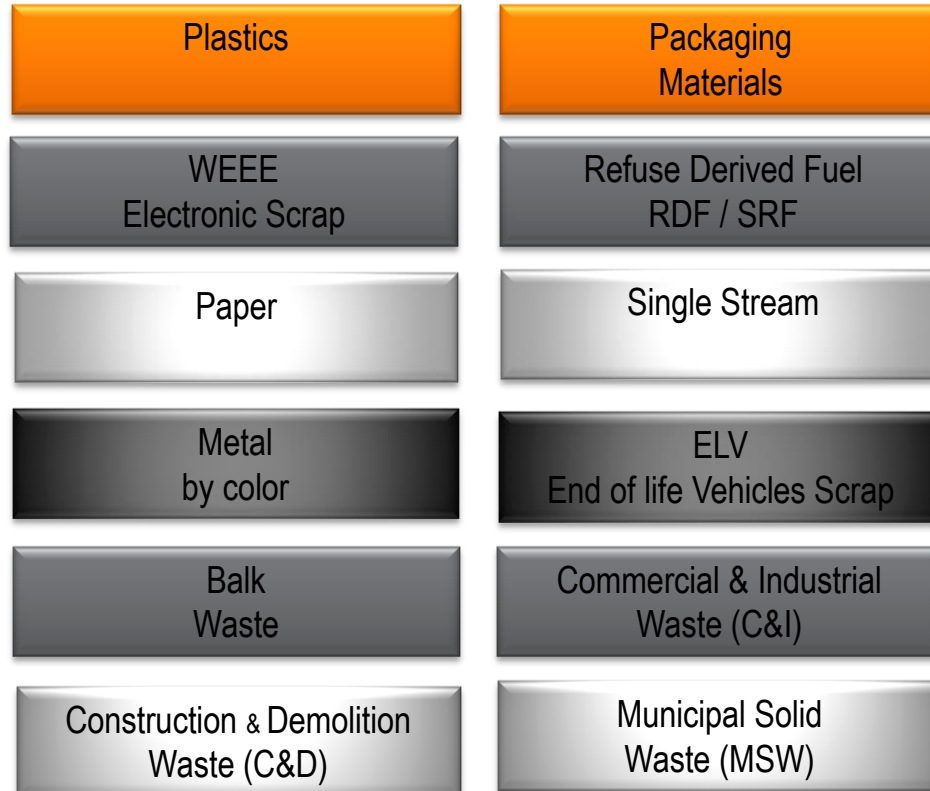 Plastics
Packaging
Materials
WEEE
Electronic Scrap
Refuse Derived Fuel
RDF / SRF
Paper
Single Stream
Metal
by color
ELV
End of life Vehicles Scrap
Balk
Waste
Commercial & Industrial
Waste (C&I)
Construction & Demolition
Waste (C&D)
Municipal Solid
Waste (MSW)